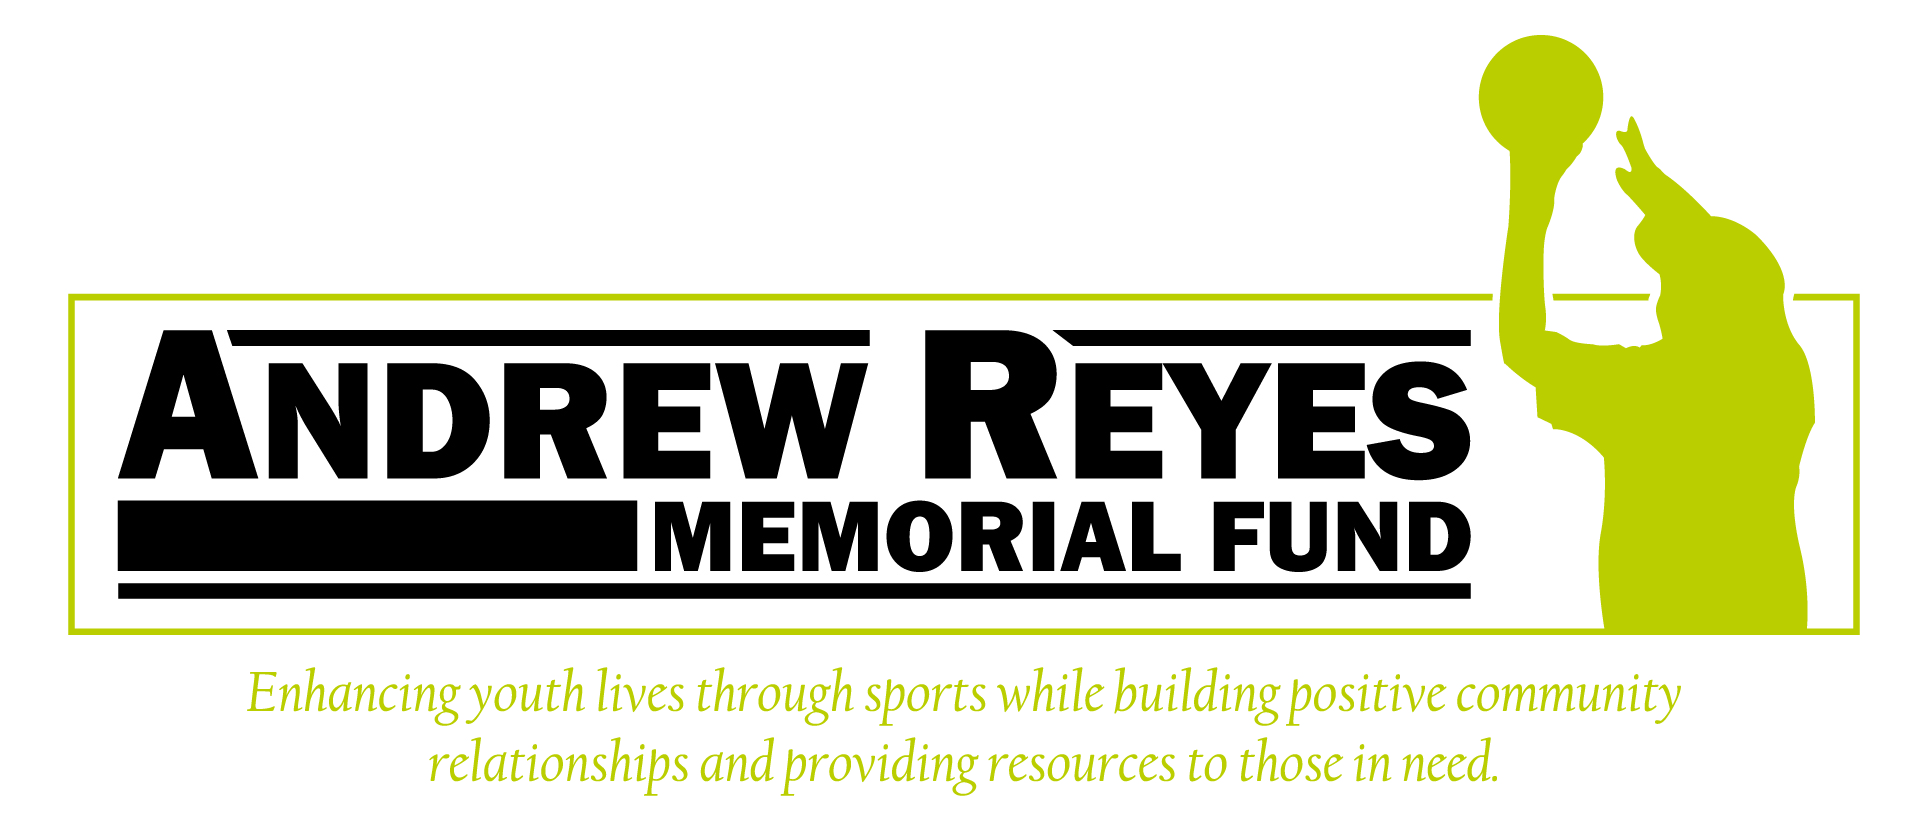 ANDREW REYES
MEMORIAL FUND
Enhancing youth lives through sports while building positive community
relationships and providing resources to those in need.